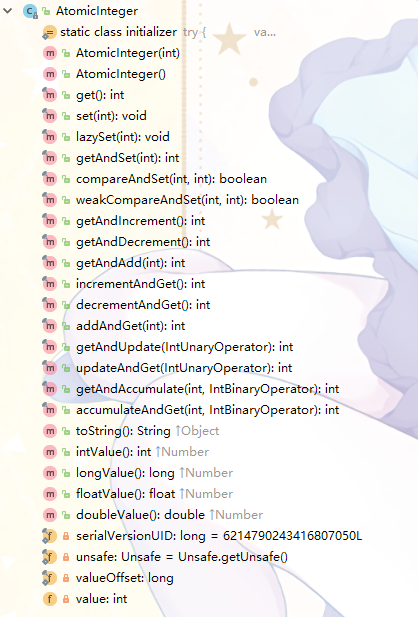 AtomicInteger
static class initializer try { va...
AtomicInteger(int)
AtomicInteger()
get(): int
set(int): void
lazySet(int): void
getAndSet(int): int
compareAndSet(int, int): boolean
weakCompareAndSet(int, int): boolean
getAndIncrement(): int
getAndDecrement(): int
getAndAdd(int): int
incrementAndGet(): int
decrementAndGet(): int
addAndGet(int): int
getAndUpdate(IntUnaryOperator): int
updateAndGet(IntUnaryOperator): int
getAndAccumulate(int, IntBinaryOperator): int
accumulateAndGet(int, IntBinaryOperator): int
toString(): String ↑Object
intValue(): int ↑Number
longValue(): long ↑Number
floatValue(): float ↑Number
doubleValue(): double ↑Number
serialVersionUID: long = 6214790243416807050L
unsafe: Unsafe = Unsafe.getUnsafe()
valueOffset: long
value: int